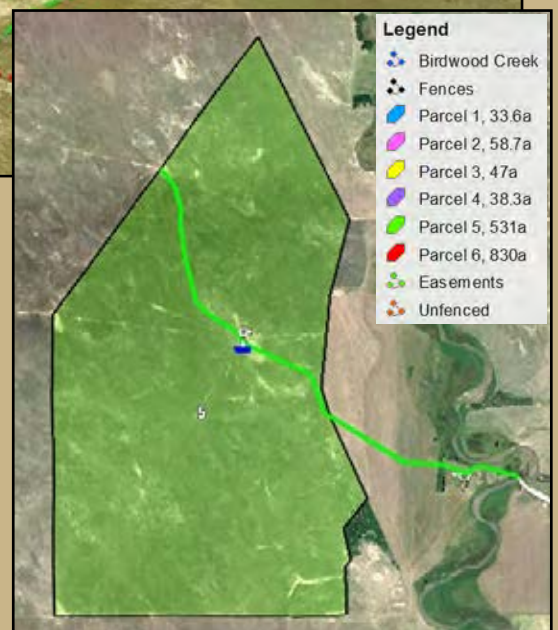 Legend
Birdwood Creek
Fences
Parcel 1, 33.6a
Parcel 2, 58.7a
Parcel 3, 47a
Parcel 4, 38.3a
Parcel 5, 531a
Parcel 6, 830a
Easements
Unfenced
5